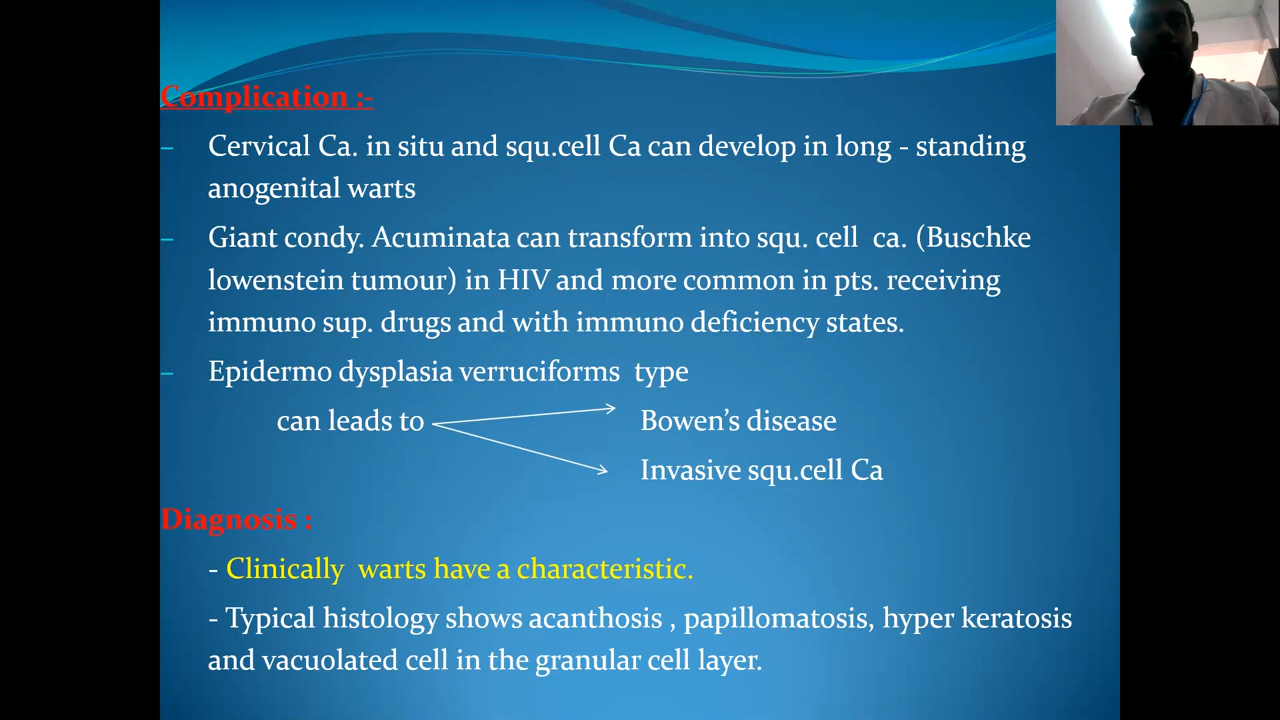 Complication :-
– Cervical Ca. in situ and squ.cell Ca can develop in long - standing
anogenital warts
– Giant condy. Acuminata can transform into squ. cell ca. (Buschke
lowenstein tumour) in HIV and more common in pts. receiving
immuno sup. drugs and with immuno deficiency states.
– Epidermo dysplasia verruciforms type
can leads to Bowen's disease
Invasive squ.cell Ca
Diagnosis :
- Clinically warts have a characteristic.
- Typical histology shows acanthosis , papillomatosis, hyper keratosis
and vacuolated cell in the granular cell layer.